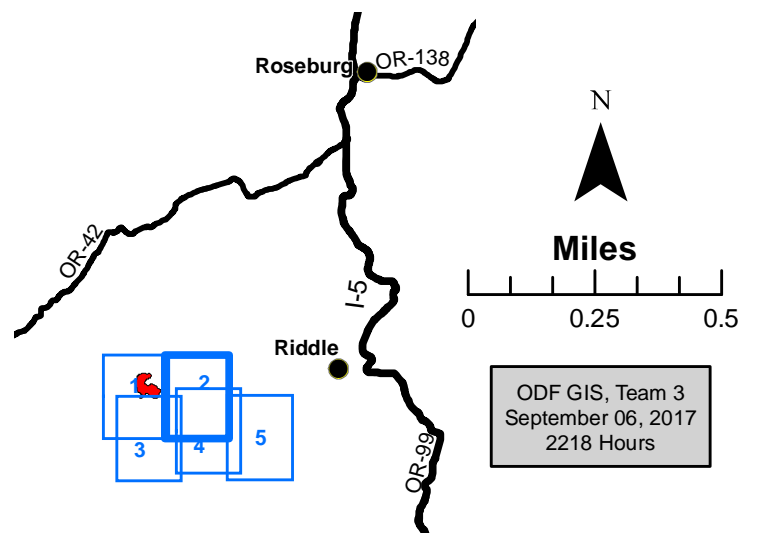 Roseburg
OR-138
N
OR-42
Miles
0 0.25 0.5
I-5
Riddle
1
2
3
4
5
OR-99
ODF GIS, Team 3
September 06, 2017
2218 Hours